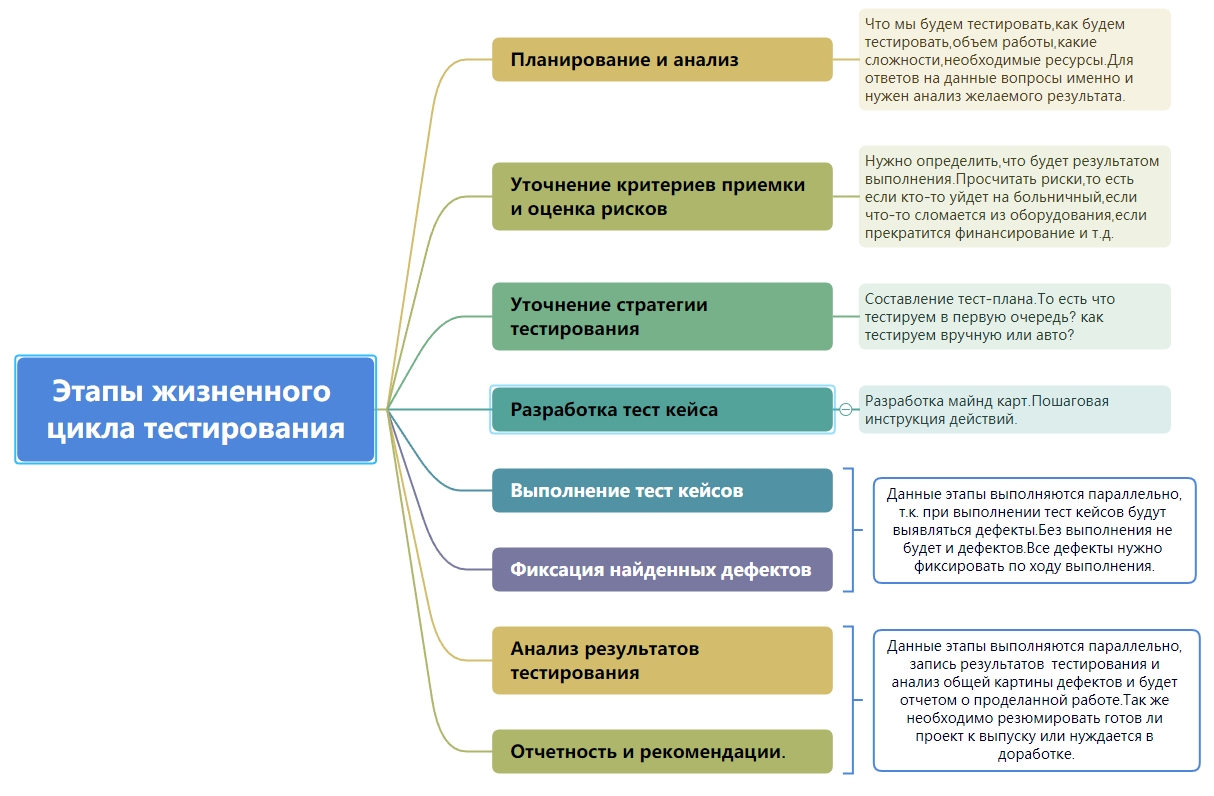 Этапы жизненного
цикла тестирования
Планирование и анализ
Что мы будем тестировать,как будем
тестировать,объем работы,какие
сложности,необходимые ресурсы.Для
ответов на данные вопросы именно и
нужен анализ желаемого результата.
Уточнение критериев приемки
и оценка рисков
Нужно определить,что будет результатом
выполнения.Просчитать риски,то есть
если кто-то уйдет на больничный,если
что-то сломается из оборудования,если
прекратится финансирование и т.д.
Уточнение стратегии
тестирования
Составление тест-плана.То есть что
тестируем в первую очередь? как
тестируем вручную или авто?
Разработка тест кейса
Разработка майнд карт.Пошаговая
инструкция действий.
Выполнение тест кейсов
Фиксация найденных дефектов
Данные этапы выполняются параллельно,
т.к. при выполнении тест кейсов будут
выявляться дефекты.Без выполнения не
будет и дефектов.Все дефекты нужно
фиксировать по ходу выполнения.
Анализ результатов
тестирования
Отчетность и рекомендации.
Данные этапы выполняются параллельно,
запись результатов тестирования и
анализ общей картины дефектов и будет
отчетом о проделанной работе.Так же
необходимо резюмировать готов ли
проект к выпуску или нуждается в
доработке.